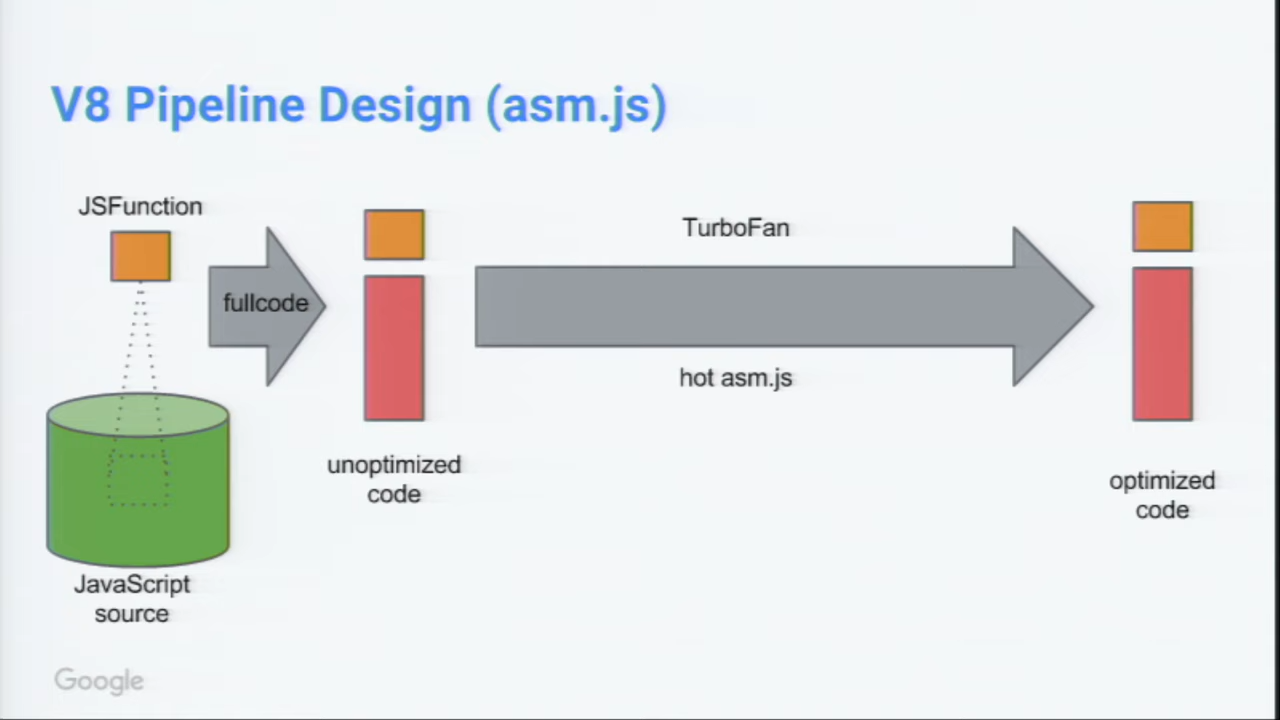 V8 Pipeline Design (asm.js)
JSFunction
fullcode
TurboFan
hot asm.js
unoptimized
code
optimized
code
JavaScript
source
Google